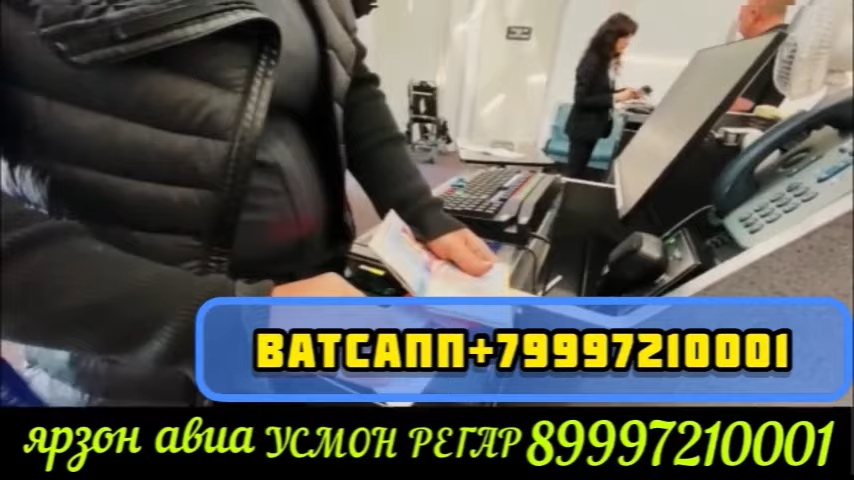 ВАТСАПП+79997210001
ярзон авиа УСМОН РЕГАР 89997210001